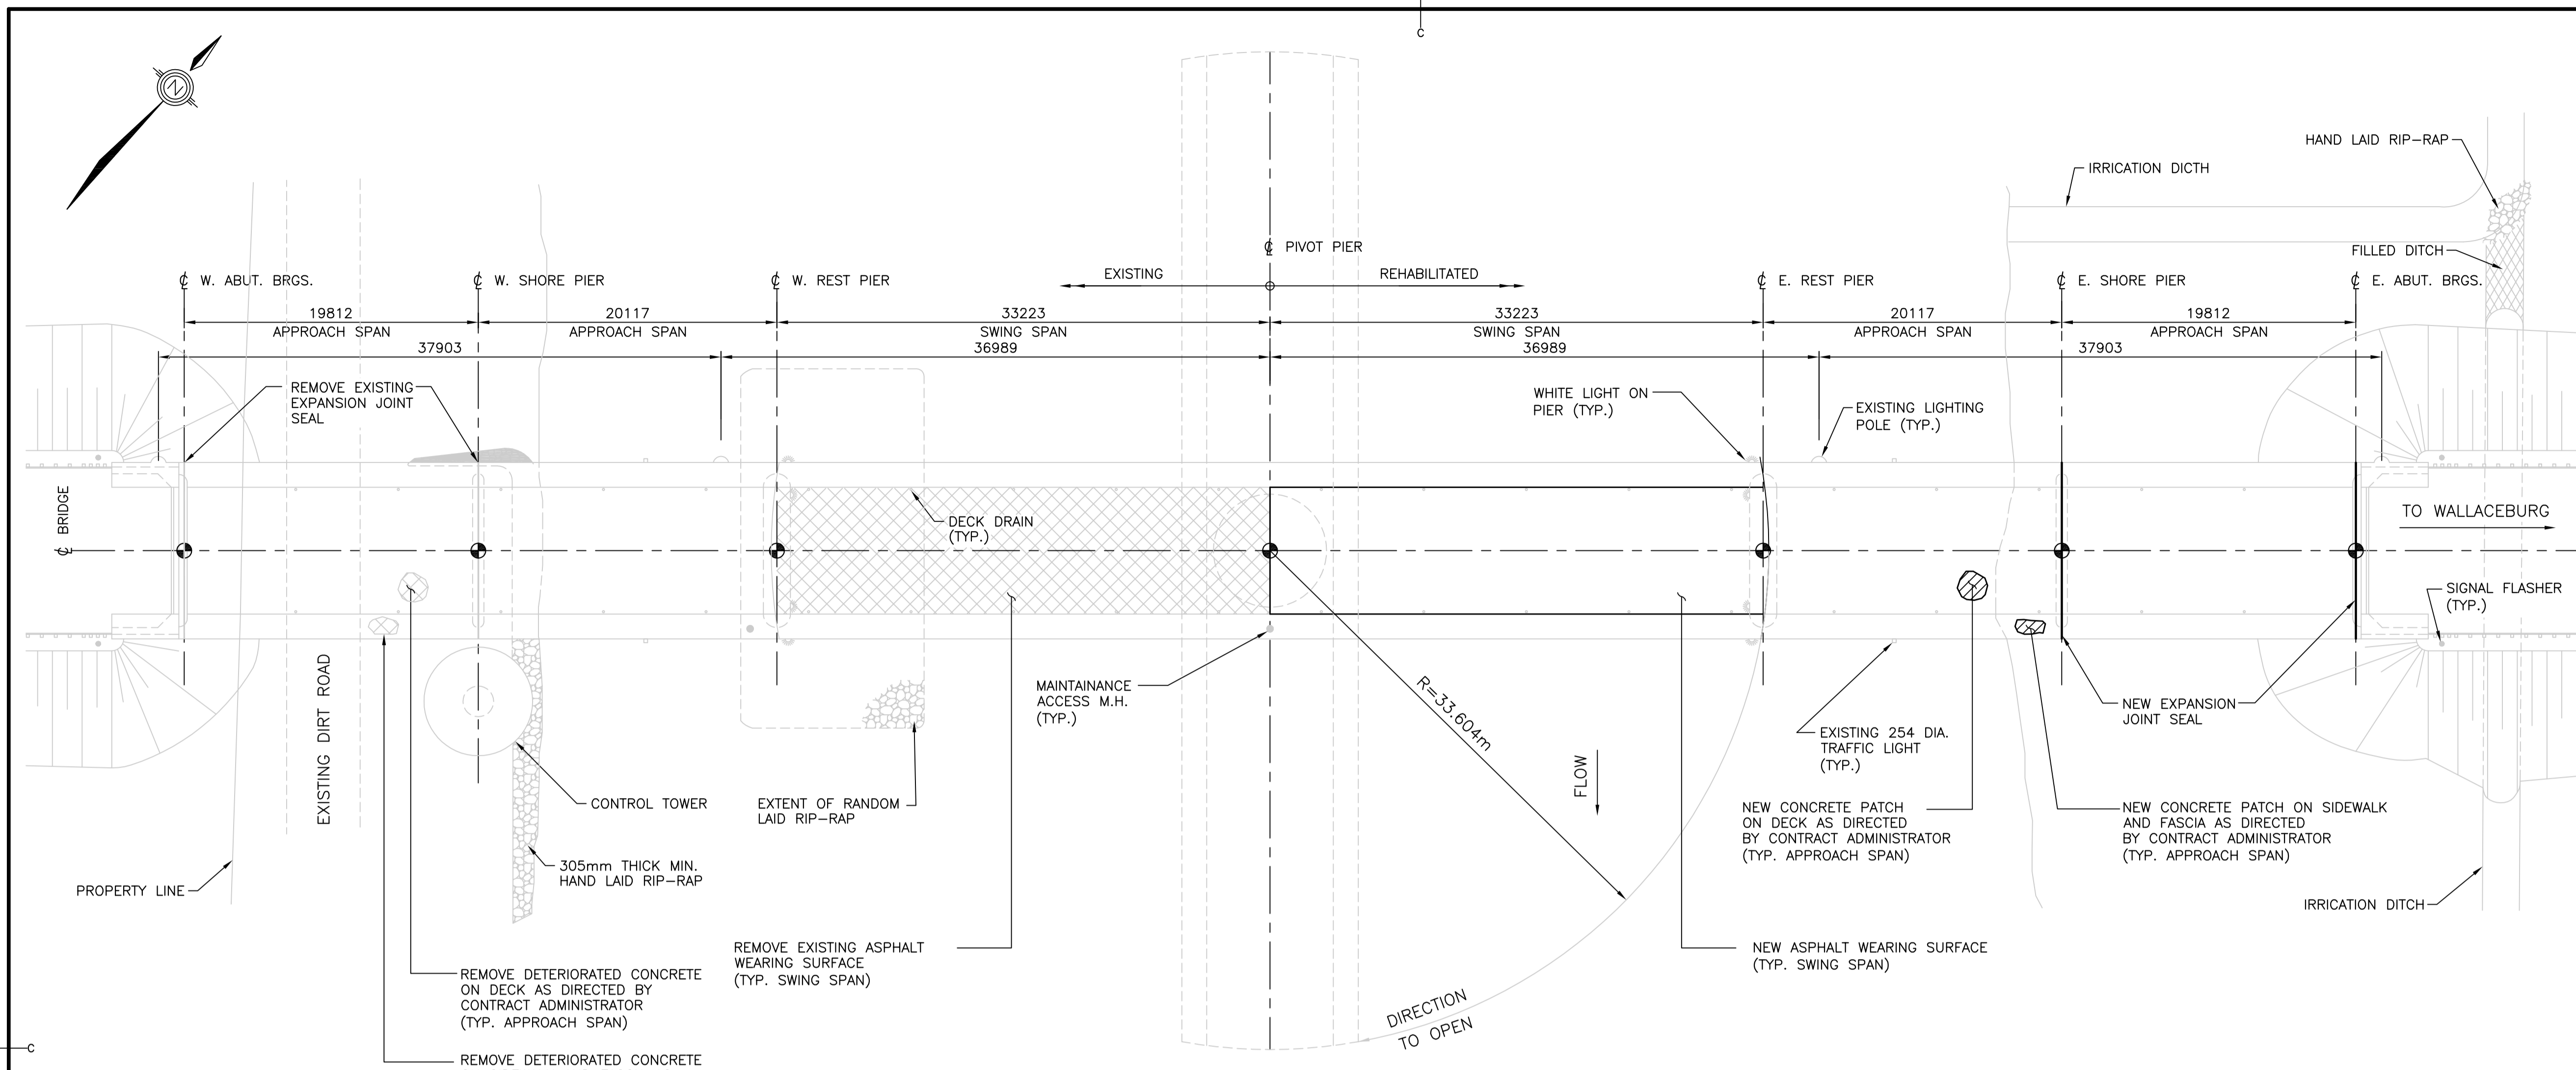 C
N
HAND LAID RIP-RAP
IRRICATION DICTH
℄ PIVOT PIER
FILLED DITCH
EXISTING
REHABILITATED
℄ W. ABUT. BRGS.
℄ W. SHORE PIER
℄ W. REST PIER
℄ E. REST PIER
℄ E. SHORE PIER
℄ E. ABUT. BRGS.
19812
20117
33223
33223
20117
19812
APPROACH SPAN
APPROACH SPAN
SWING SPAN
SWING SPAN
APPROACH SPAN
APPROACH SPAN
37903
36989
36989
37903
REMOVE EXISTING
EXPANSION JOINT
SEAL
WHITE LIGHT ON
PIER (TYP.)
EXISTING LIGHTING
POLE (TYP.)
℄ BRIDGE
DECK DRAIN
(TYP.)
TO WALLACEBURG
SIGNAL FLASHER
(TYP.)
EXISTING DIRT ROAD
MAINTAINANCE
ACCESS M.H.
(TYP.)
R=33.604m
NEW EXPANSION
JOINT SEAL
EXISTING 254 DIA.
TRAFFIC LIGHT
(TYP.)
FLOW
CONTROL TOWER
EXTENT OF RANDOM
LAID RIP-RAP
NEW CONCRETE PATCH
ON DECK AS DIRECTED
BY CONTRACT ADMINISTRATOR
(TYP. APPROACH SPAN)
NEW CONCRETE PATCH ON SIDEWALK
AND FASCIA AS DIRECTED
BY CONTRACT ADMINISTRATOR
(TYP. APPROACH SPAN)
305mm THICK MIN.
HAND LAID RIP-RAP
PROPERTY LINE
IRRICATION DITCH
REMOVE EXISTING ASPHALT
WEARING SURFACE
(TYP. SWING SPAN)
NEW ASPHALT WEARING SURFACE
(TYP. SWING SPAN)
REMOVE DETERIORATED CONCRETE
ON DECK AS DIRECTED BY
CONTRACT ADMINISTRATOR
(TYP. APPROACH SPAN)
DIRECTION
TO OPEN
C
REMOVE DETERIORATED CONCRETE